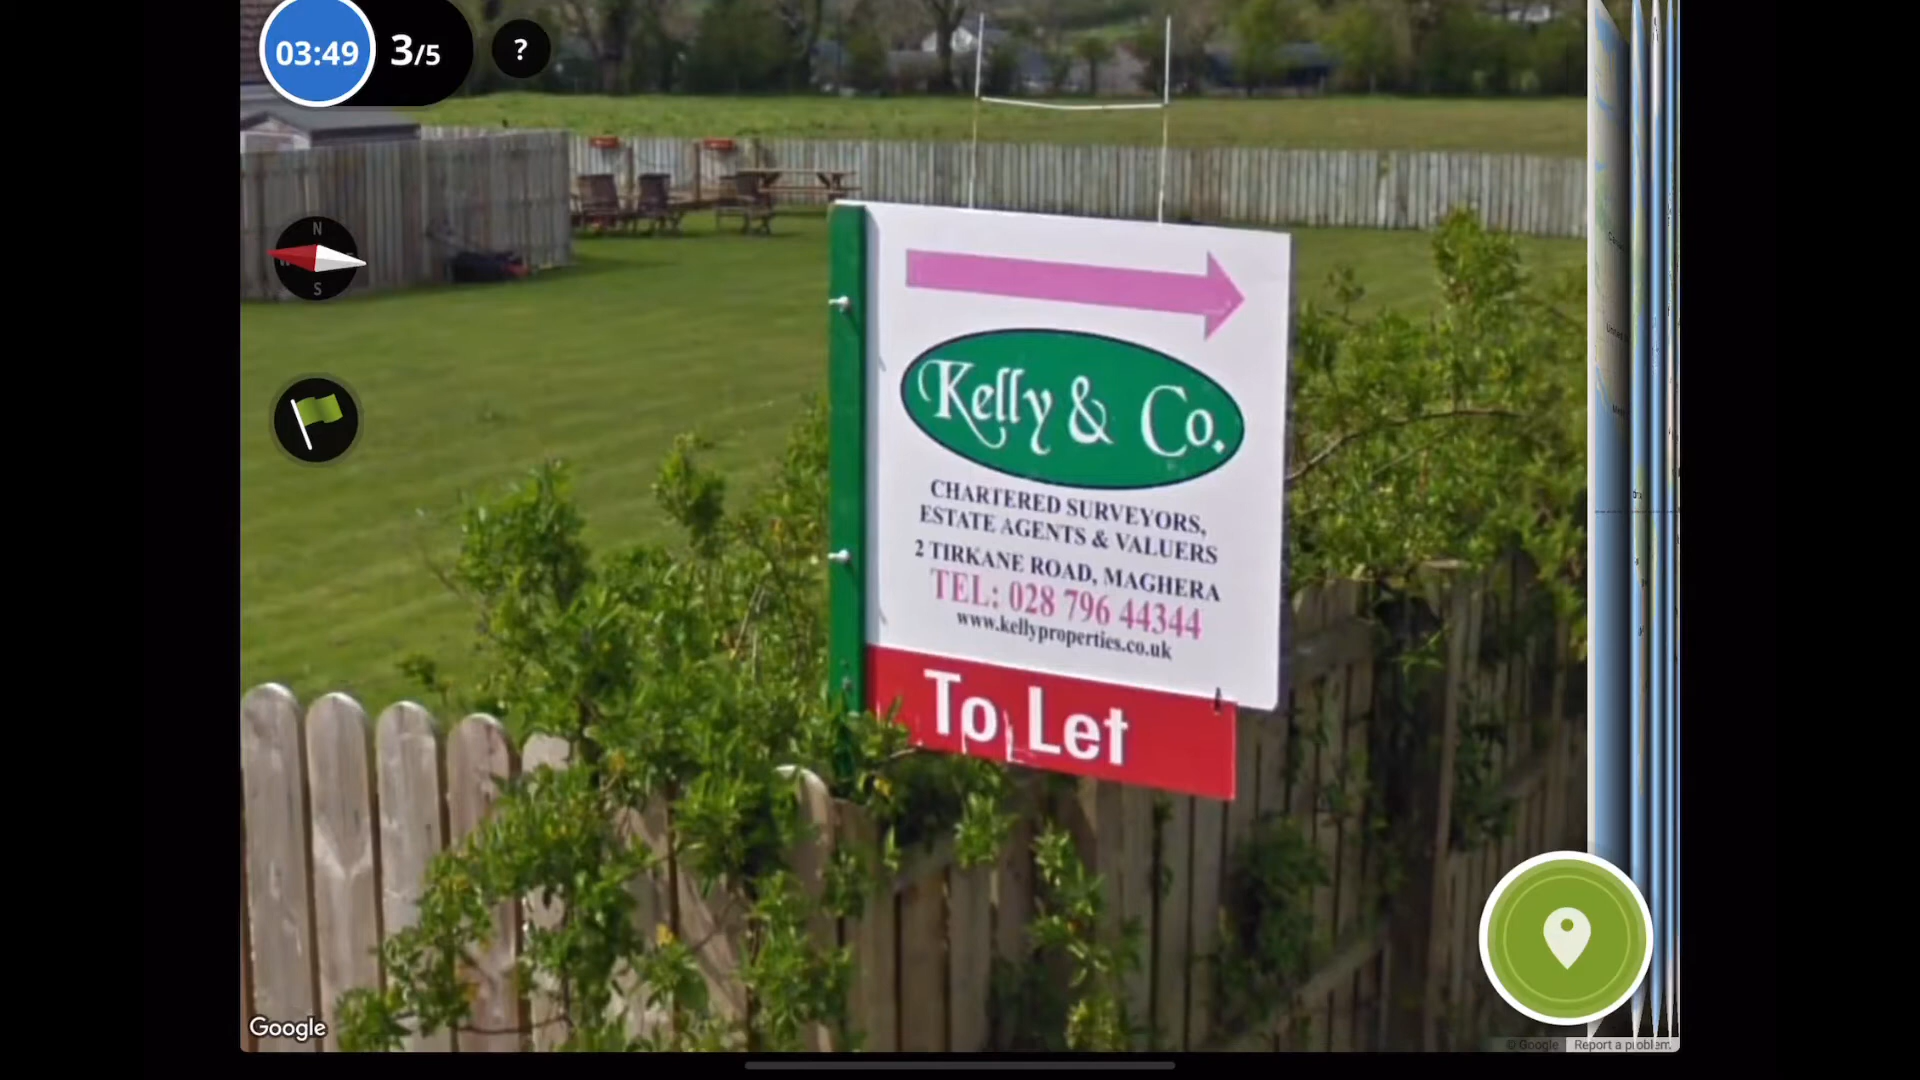 03:49
3/5
?
N
S
Kelly & Co.
CHARTERED SURVEYORS,
ESTATE AGENTS & VALUERS
2 TIRKANE ROAD, MAGHERA
TEL: 028 796 44344
www.kellyproperties.co.uk
To Let
Google
© Google
Report a problem